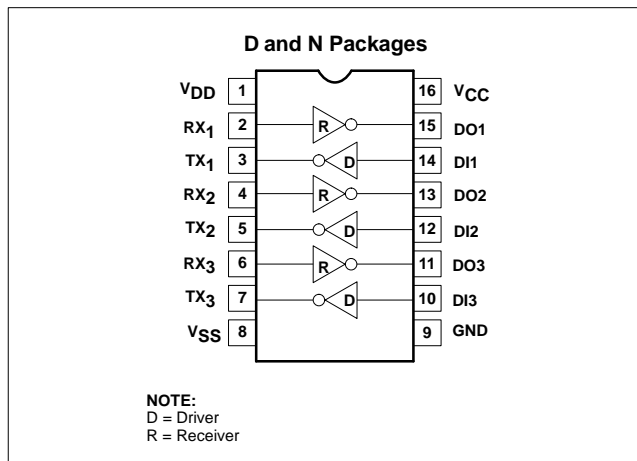 D and N Packages
VDD 1 16 VCC
RX1 2 R 15 DO1
TX1 3 D 14 DI1
RX2 4 R 13 DO2
TX2 5 D 12 DI2
RX3 6 R 11 DO3
TX3 7 D 10 DI3
VSS 8 9 GND
NOTE:
D = Driver
R = Receiver